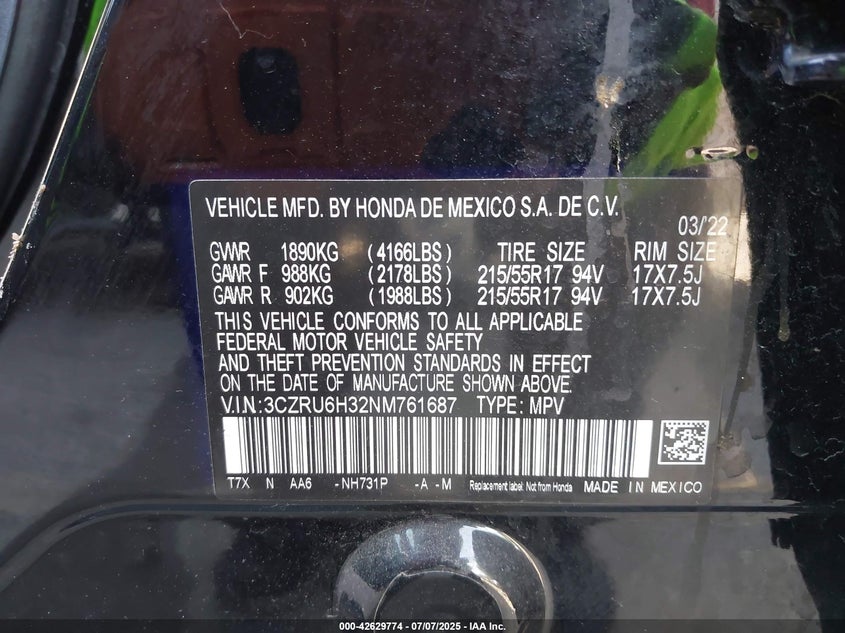 VEHICLE MFD. BY HONDA DE MEXICO S.A. DE C.V.
03/'22
GVWR 1890KG (4166LBS) TIRE SIZE RIM SIZE
GAWR F 988KG (2178LBS) 215/55R17 94V 17X7.5J
GAWR R 902KG (1988LBS) 215/55R17 94V 17X7.5J
THIS VEHICLE CONFORMS TO ALL APPLICABLE
FEDERAL MOTOR VEHICLE SAFETY
AND THEFT PREVENTION STANDARDS IN EFFECT
ON THE DATE OF MANUFACTURE SHOWN ABOVE.
V.I.N:3CZRU6H32NM761687 TYPE: MPV
T7X N AA6 -NH731P -A -M Replacement label: Not from Honda MADE IN MEXICO
000-42629774 - 07/07/2025 - IAA Inc.